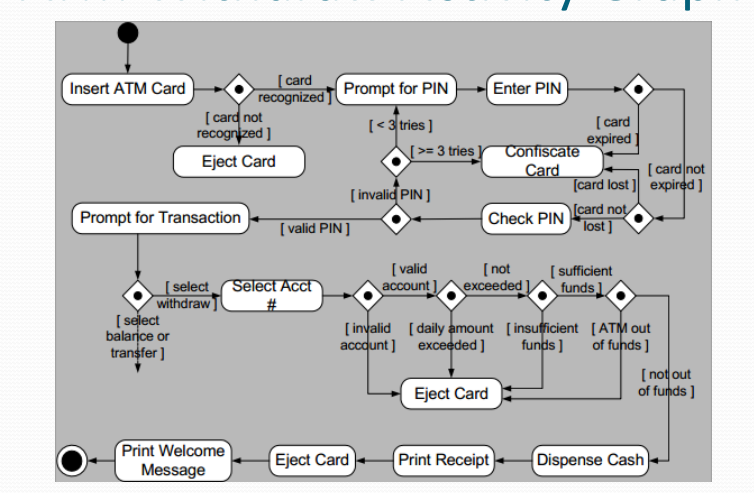 Insert ATM Card
[ card
recognized ]
Prompt for PIN
Enter PIN
[ card not
recognized ]
[ < 3 tries ]
[ card
expired ]
Eject Card
[ >= 3 tries ]
Confiscate
Card
[ card not
expired ]
[card lost ]
[ invalid PIN ]
Prompt for Transaction
[ valid PIN ]
Check PIN
[card not
lost ]
[ select
withdraw ]
Select Acct
#
[ valid
account ]
[ not
exceeded ]
[ sufficient
funds ]
[ select
balance or
transfer ]
[ invalid
account ]
[ daily amount
exceeded ]
[ insufficient
funds ]
[ ATM out
of funds ]
[ not out
of funds ]
Eject Card
Print Welcome
Message
Eject Card
Print Receipt
Dispense Cash